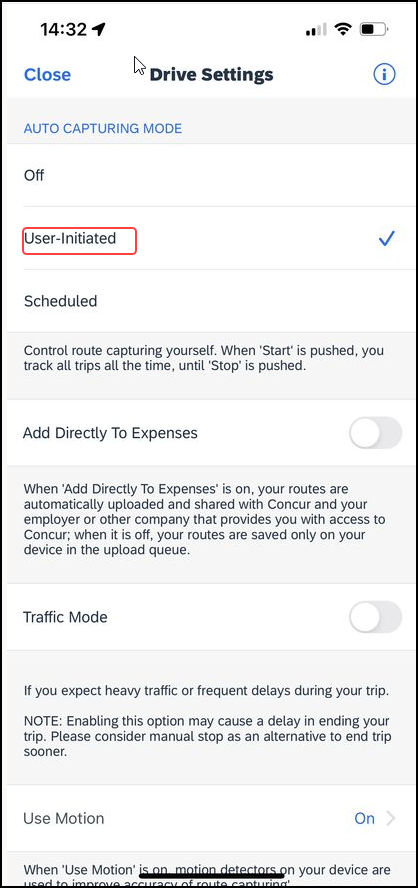 14:32
Close
Drive Settings
AUTO CAPTURING MODE
Off
User-Initiated
Scheduled
Control route capturing yourself. When 'Start' is pushed, you
track all trips all the time, until 'Stop' is pushed.
Add Directly To Expenses
When 'Add Directly To Expenses' is on, your routes are
automatically uploaded and shared with Concur and your
employer or other company that provides you with access to
Concur; when it is off, your routes are saved only on your
device in the upload queue.
Traffic Mode
If you expect heavy traffic or frequent delays during your trip.
NOTE: Enabling this option may cause a delay in ending your
trip. Please consider manual stop as an alternative to end trip
sooner.
Use Motion
On
When 'Use Motion' is on, motion detectors on your device are
used to improve accuracy of route capturing'